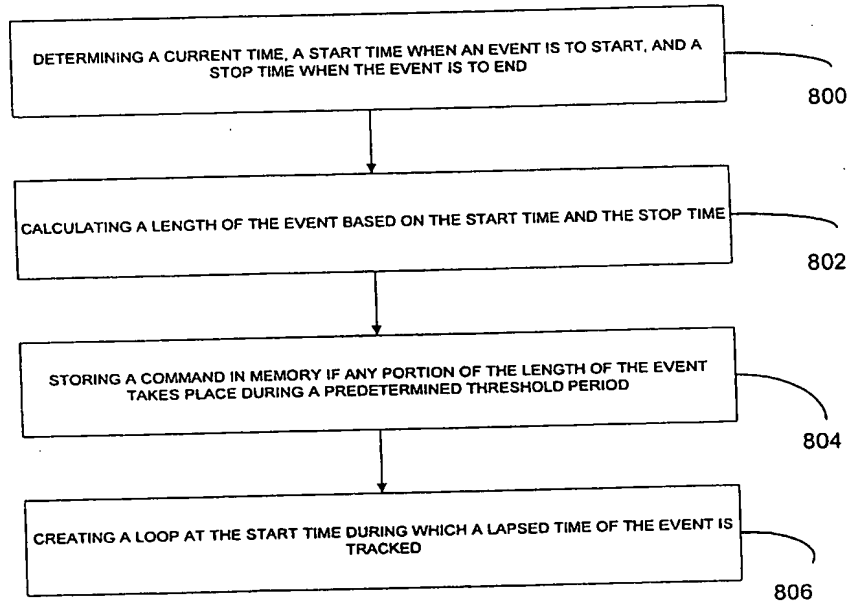 DETERMINING A CURRENT TIME, A START TIME WHEN AN EVENT IS TO START, AND A
STOP TIME WHEN THE EVENT IS TO END
800
CALCULATING A LENGTH OF THE EVENT BASED ON THE START TIME AND THE STOP TIME
802
STORING A COMMAND IN MEMORY IF ANY PORTION OF THE LENGTH OF THE EVENT
TAKES PLACE DURING A PREDETERMINED THRESHOLD PERIOD
804
CREATING A LOOP AT THE START TIME DURING WHICH A LAPSED TIME OF THE EVENT IS
TRACKED
806